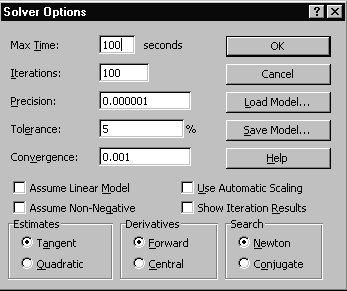 Solver Options
Max Time: 100 seconds OK
Iterations: 100 Cancel
Precision: 0.000001 Load Model...
Tolerance: 5 % Save Model...
Convergence: 0.001 Help
Assume Linear Model Use Automatic Scaling
Assume Non-Negative Show Iteration Results
Estimates Derivatives Search
Tangent Forward Newton
Quadratic Central Conjugate